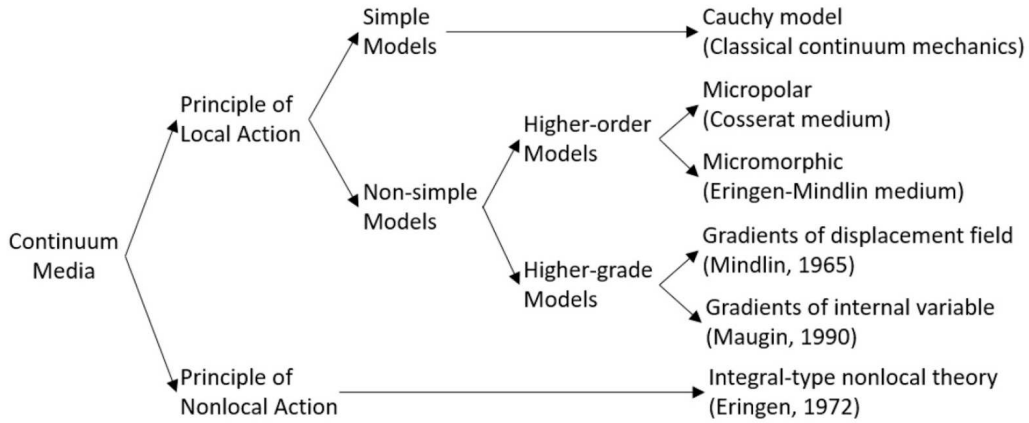 Simple
Models
Cauchy model
(Classical continuum mechanics)
Principle of
Local Action
Micropolar
(Cosserat medium)
Higher-order
Models
Micromorphic
(Eringen-Mindlin medium)
Non-simple
Models
Continuum
Media
Gradients of displacement field
(Mindlin, 1965)
Higher-grade
Models
Gradients of internal variable
(Maugin, 1990)
Principle of
Nonlocal Action
Integral-type nonlocal theory
(Eringen, 1972)